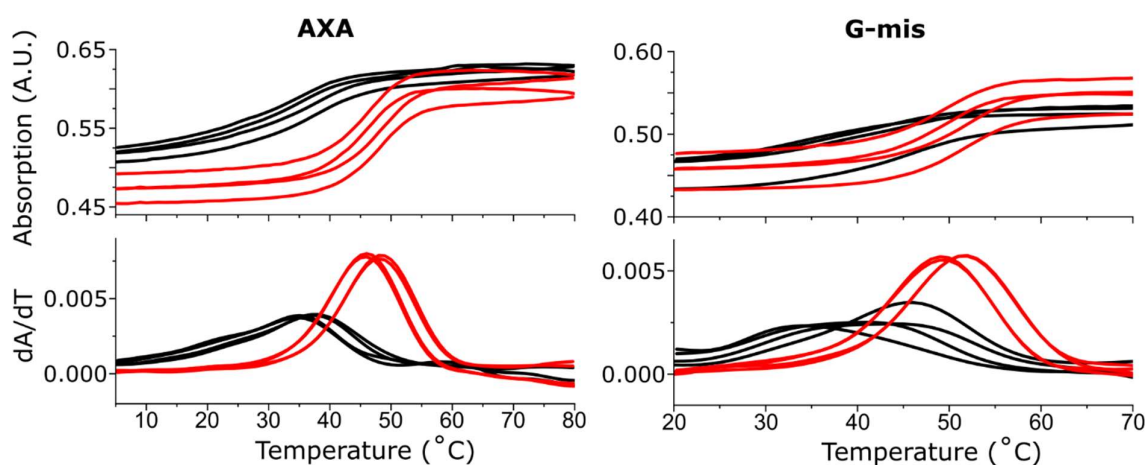 AXA
G-mis
Absorption (A.U.)
0.65
0.55
0.45
0.60
0.50
0.40
dA/dT
0.005
0.000
0.005
0.000
10 20 30 40 50 60 70 80
20 30 40 50 60 70
Temperature (˚C)
Temperature (˚C)